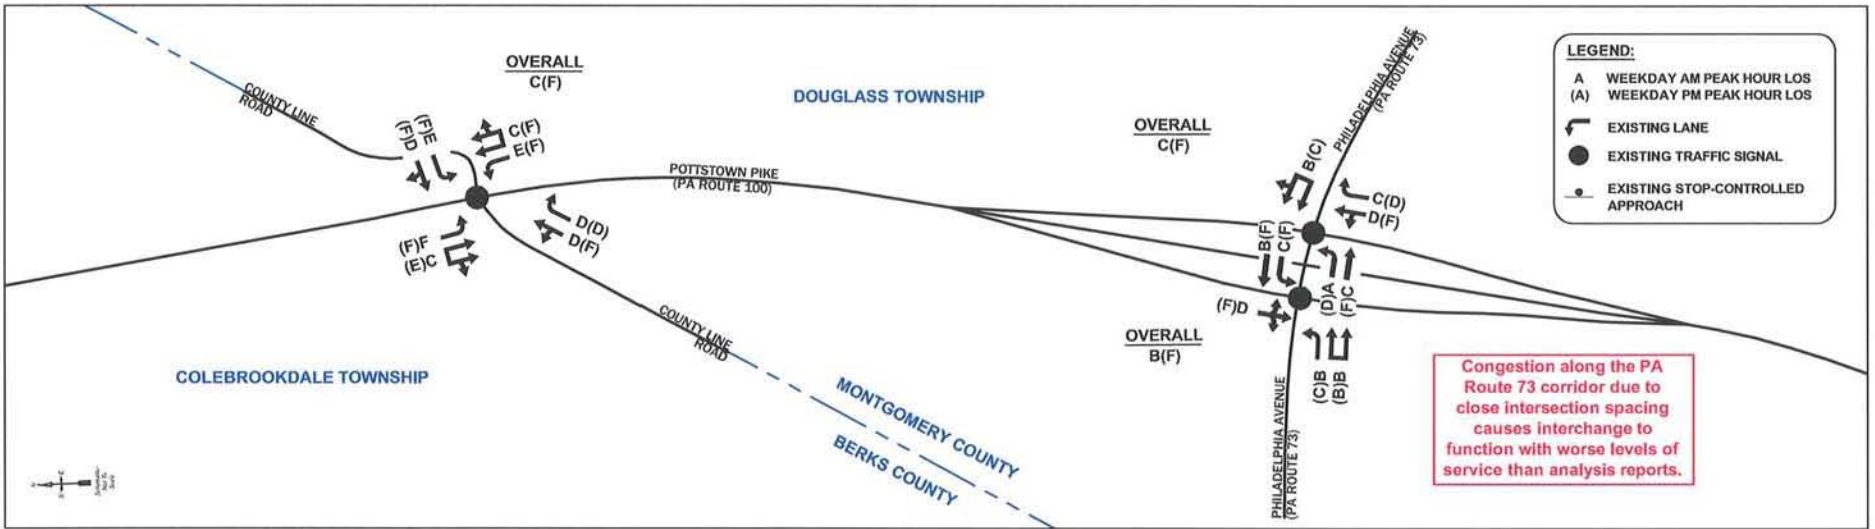 COUNTY LINE
ROAD
OVERALL
C(F)
(F)D
(F)E
C(F)
E(F)
(F)F
(E)C
D(D)
D(F)
COUNTY LINE
ROAD
POTTSTOWN PIKE
(PA ROUTE 100)
DOUGLASS TOWNSHIP
COLEBROOKDALE TOWNSHIP
MONTGOMERY COUNTY
BERKS COUNTY
OVERALL
C(F)
PHILADELPHIA AVENUE
(PA ROUTE 73)
B(C)
C(D)
D(F)
B(F)
C(F)
(D)A
(F)C
(F)D
OVERALL
B(F)
(C)B
(B)B
PHILADELPHIA AVENUE
(PA ROUTE 73)
LEGEND:
A WEEKDAY AM PEAK HOUR LOS
(A) WEEKDAY PM PEAK HOUR LOS
EXISTING LANE
EXISTING TRAFFIC SIGNAL
EXISTING STOP-CONTROLLED
APPROACH
Congestion along the PA
Route 73 corridor due to
close intersection spacing
causes interchange to
function with worse levels of
service than analysis reports.